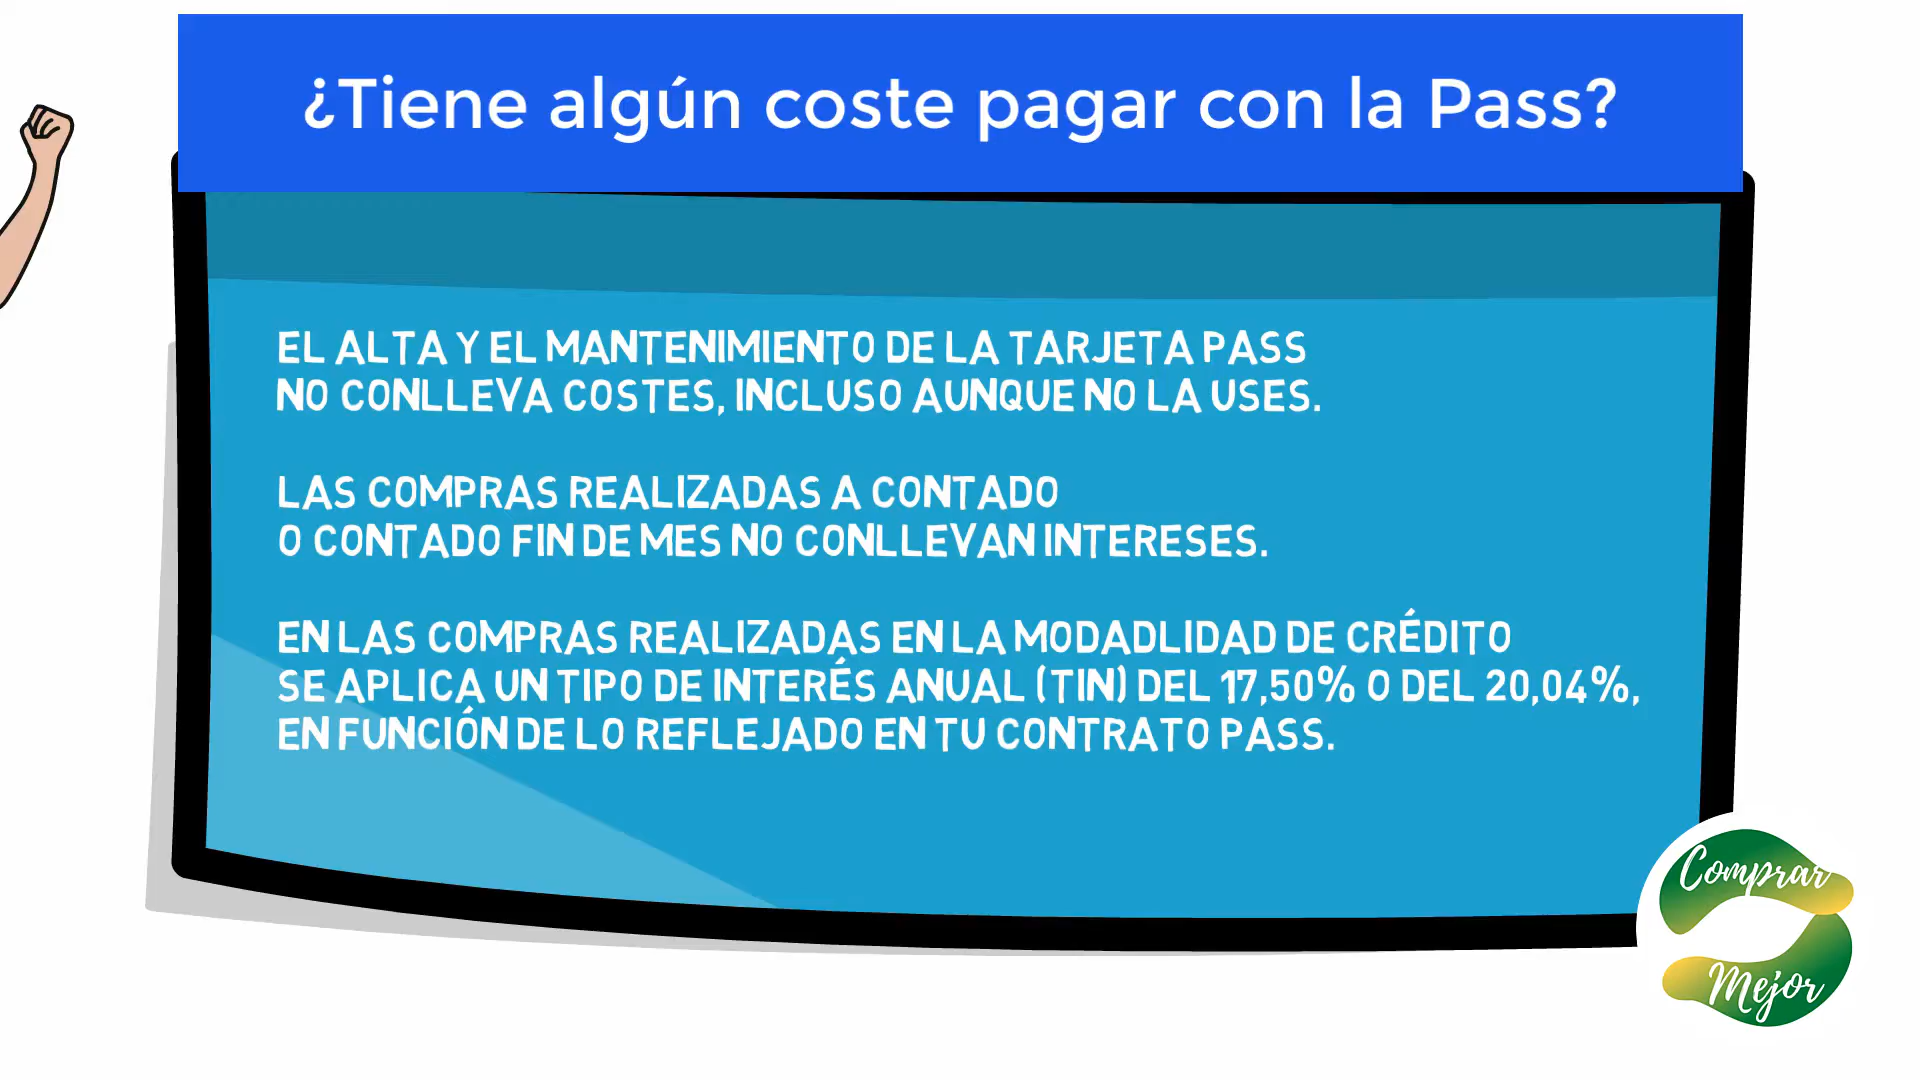 ¿Tiene algún coste pagar con la Pass?
EL ALTA Y EL MANTENIMIENTO DE LA TARJETA PASS
NO CONLLEVA COSTES, INCLUSO AUNQUE NO LA USES.
LAS COMPRAS REALIZADAS A CONTADO
O CONTADO FIN DE MES NO CONLLEVAN INTERESES.
EN LAS COMPRAS REALIZADAS EN LA MODADLIDAD DE CRÉDITO
SE APLICA UN TIPO DE INTERÉS ANUAL (TIN) DEL 17,50% O DEL 20,04%,
EN FUNCIÓN DE LO REFLEJADO EN TU CONTRATO PASS.
Comprar
Mejor